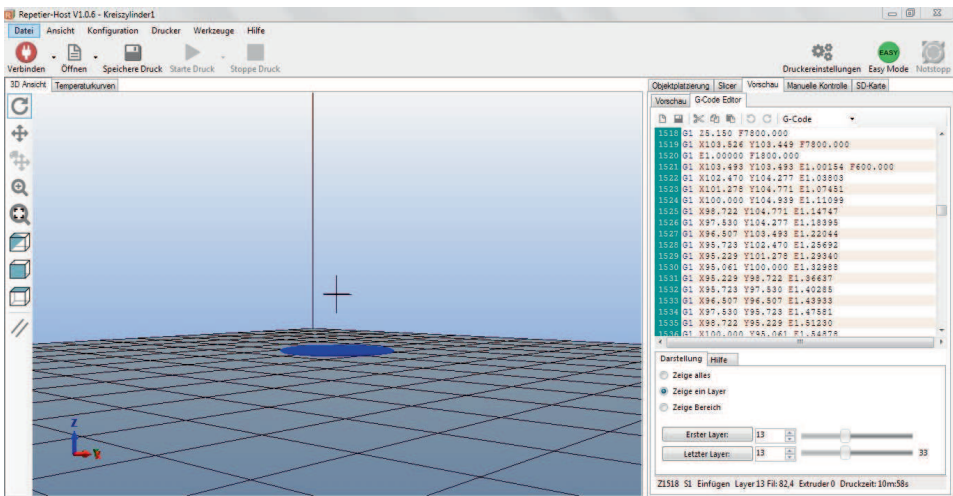 Repetier-Host V1.0.6 - Kreiszylinder1
Datei Ansicht Konfiguration Drucker Werkzeuge Hilfe
EASY
Verbinden Öffnen Speichere Druck Starte Druck Stoppe Druck Druckereinstellungen Easy Mode Notstopp
3D Ansicht Temperaturkurven
Objektplatzierung Slicer Vorschau Manuelle Kontrolle SD-Karte
Vorschau G-Code Editor
G-Code
1518 G1 Z5.150 F7800.000
1519 G1 X103.526 Y103.449 F7800.000
1520 G1 E1.00000 F1800.000
1521 G1 X103.493 Y103.493 E1.00154 F600.000
1522 G1 X102.470 Y104.277 E1.03803
1523 G1 X101.278 Y104.771 E1.07451
1524 G1 X100.000 Y104.939 E1.11099
1525 G1 X98.722 Y104.771 E1.14747
1526 G1 X97.530 Y104.277 E1.18395
1527 G1 X96.507 Y103.493 E1.22044
1528 G1 X95.723 Y102.470 E1.25692
1529 G1 X95.229 Y101.278 E1.29340
1530 G1 X95.061 Y100.000 E1.32988
1531 G1 X95.229 Y98.722 E1.36637
1532 G1 X95.723 Y97.530 E1.40285
1533 G1 X96.507 Y96.507 E1.43933
1534 G1 X97.530 Y95.723 E1.47581
1535 G1 X98.722 Y95.229 E1.51230
1536 G1 X100.000 Y95.061 E1.54878
Darstellung Hilfe
Zeige alles
Zeige ein Layer
Zeige Bereich
Erster Layer: 13
Letzter Layer: 13 33
Z
Y
Z1518 S1 Einfügen Layer 13 Fil: 82,4 Extruder 0 Druckzeit: 10m:58s